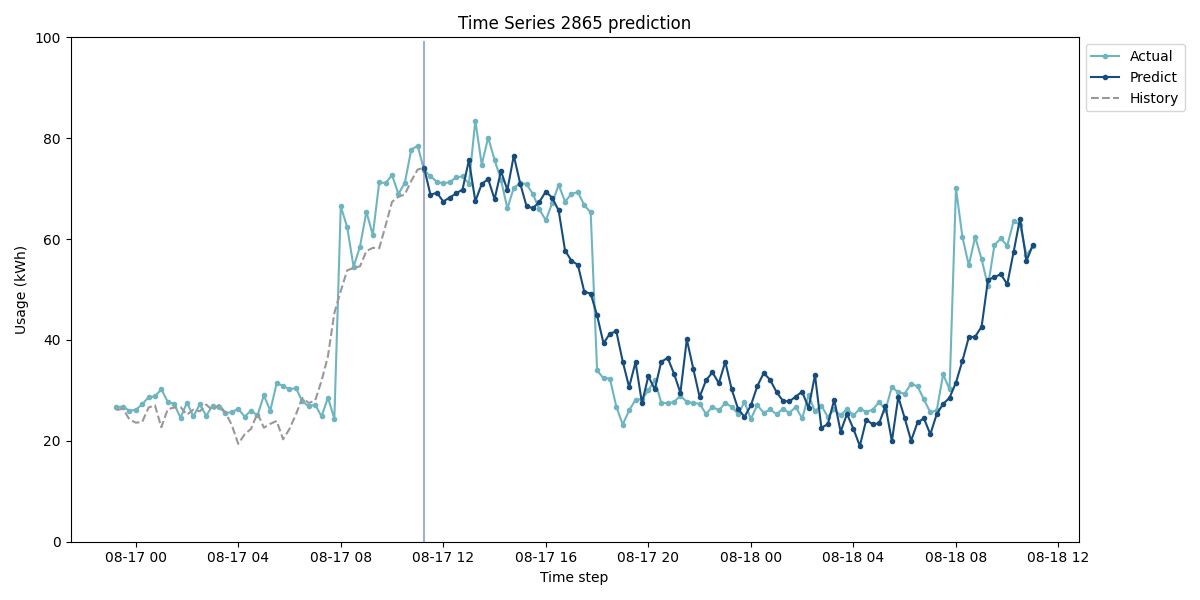 Time Series 2865 prediction
100
80
60
40
20
0
Usage (kWh)
08-17 00
08-17 04
08-17 08
08-17 12
08-17 16
08-17 20
08-18 00
08-18 04
08-18 08
08-18 12
Time step
Actual
Predict
History